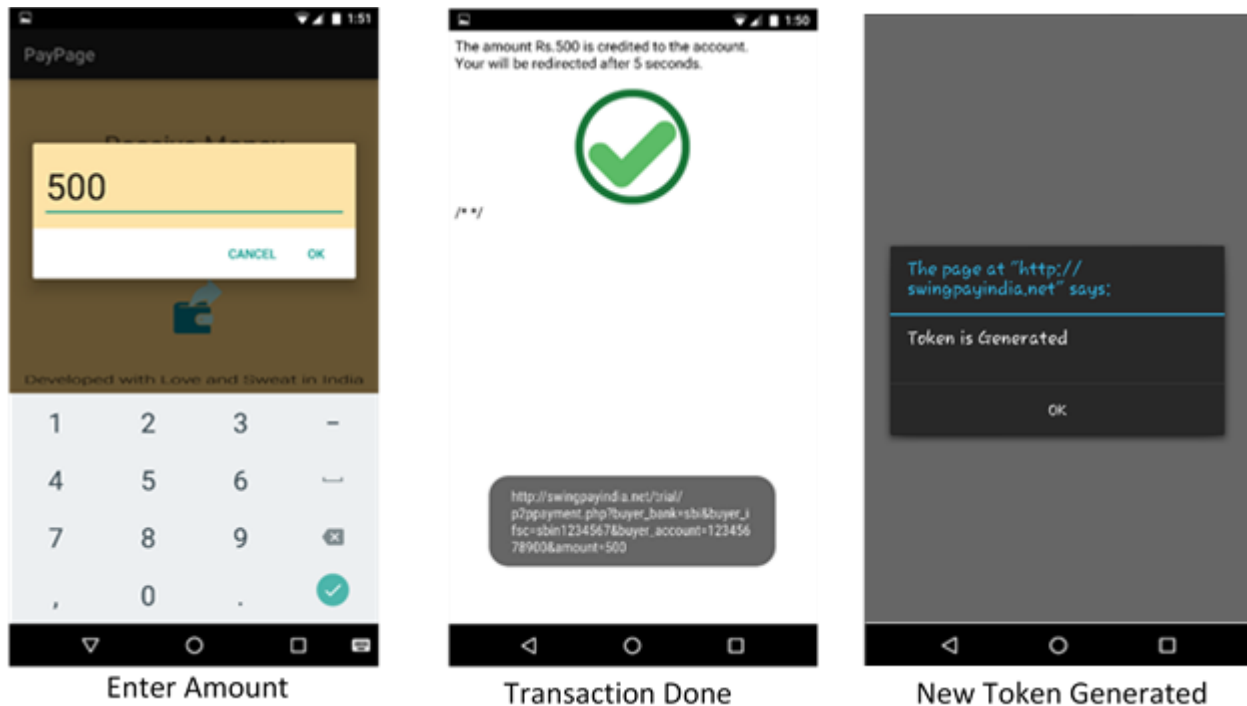 1:51
PayPage
Receive Money
500
CANCEL OK
Developed with Love and Sweat in India
1 2 3 -
4 5 6
7 8 9
, 0 .
Enter Amount
1:50
The amount Rs.500 is credited to the account.
Your will be redirected after 5 seconds.
/* */
http://swingpayindia.net/trial/
p2ppayment.php?buyer_bank=sbi&buyer_i
fsc=sbin1234567&buyer_account=123456
78900&amount=500
Transaction Done
The page at "http://
swingpayindia.net" says:
Token is Generated
OK
New Token Generated